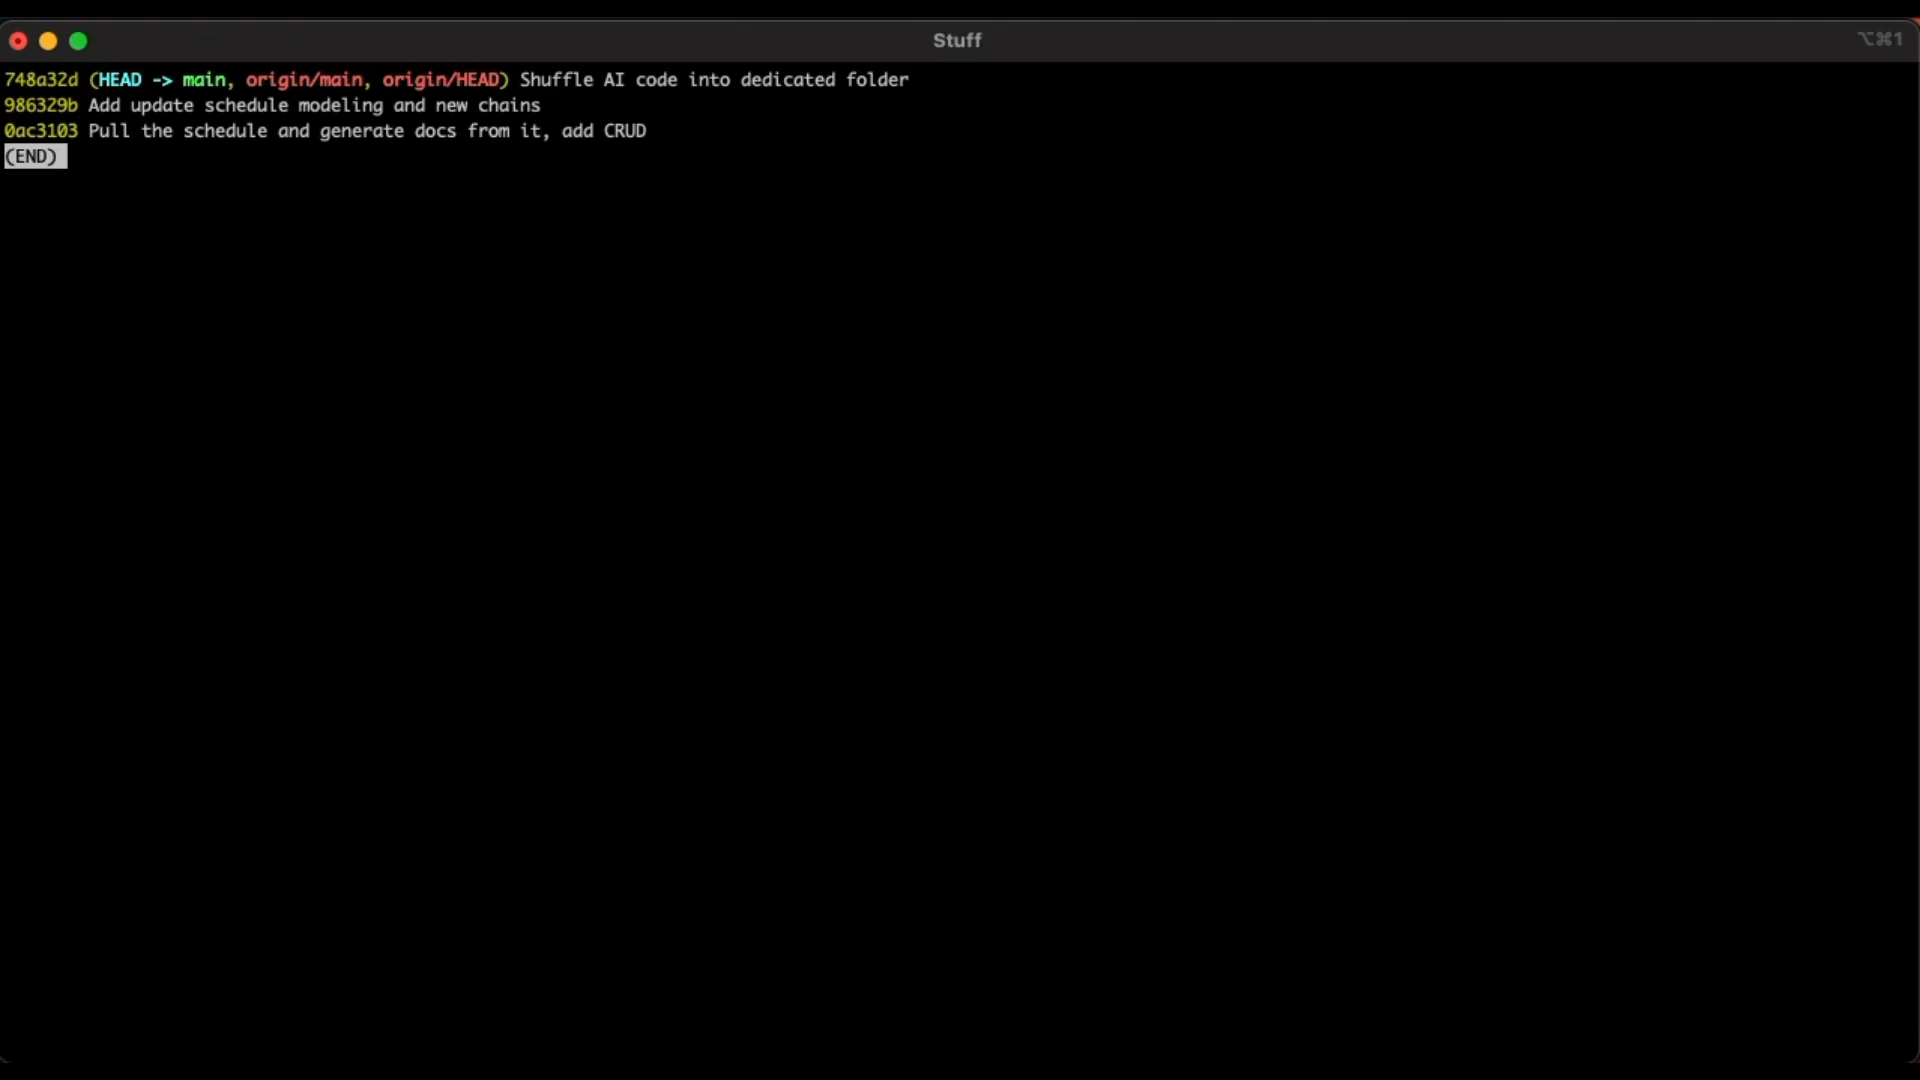 Stuff
⌥⌘1
748a32d (HEAD -> main, origin/main, origin/HEAD) Shuffle AI code into dedicated folder
986329b Add update schedule modeling and new chains
0ac3103 Pull the schedule and generate docs from it, add CRUD
(END)